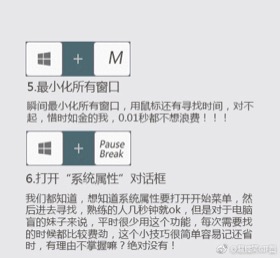 + M
5.最小化所有窗口
瞬间最小化所有窗口，用鼠标还有寻找时间，对不
起，惜时如金的我，0.01秒都不想浪费！！！
+ Pause
Break
6.打开“系统属性”对话框
我们都知道，想知道系统属性要打开开始菜单，然
后进去寻找，熟练的人几秒钟就ok，但是对于电脑
盲的妹子来说，平时很少用这个功能，每次需要找
的时候都比较费劲，这个小技巧很简单容易记还省
时，有理由不掌握嘛？绝对没有！